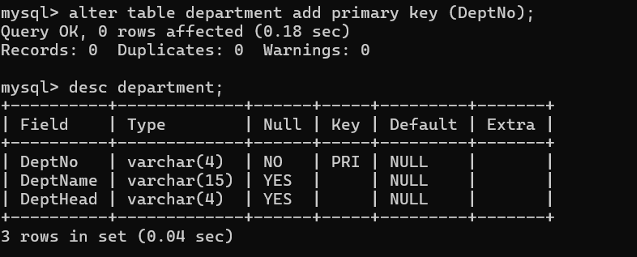 mysql> alter table department add primary key (DeptNo);
Query OK, 0 rows affected (0.18 sec)
Records: 0  Duplicates: 0  Warnings: 0

mysql> desc department;
+----------+-------------+------+-----+---------+-------+
| Field    | Type        | Null | Key | Default | Extra |
+----------+-------------+------+-----+---------+-------+
| DeptNo   | varchar(4)  | NO   | PRI | NULL    |       |
| DeptName | varchar(15) | YES  |     | NULL    |       |
| DeptHead | varchar(4)  | YES  |     | NULL    |       |
+----------+-------------+------+-----+---------+-------+
3 rows in set (0.04 sec)